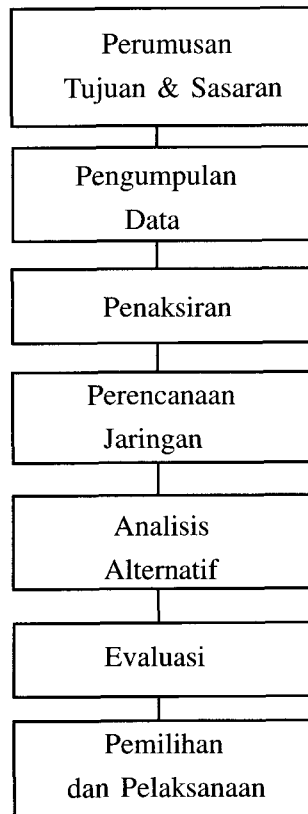 Perumusan
Tujuan & Sasaran
Pengumpulan
Data
Penaksiran
Perencanaan
Jaringan
Analisis
Alternatif
Evaluasi
Pemilihan
dan Pelaksanaan